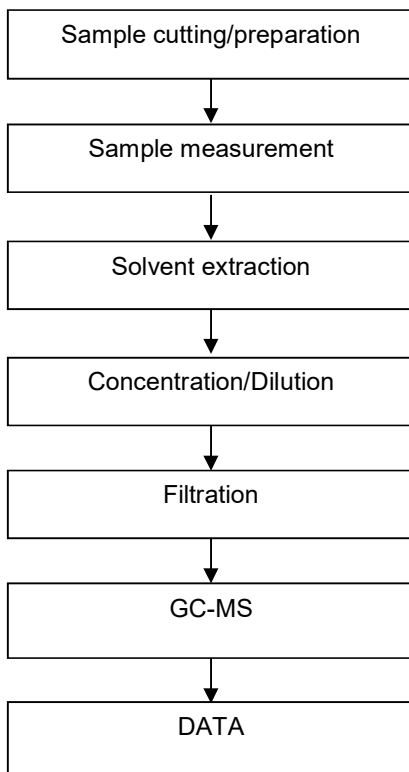 Sample cutting/preparation
Sample measurement
Solvent extraction
Concentration/Dilution
Filtration
GC-MS
DATA